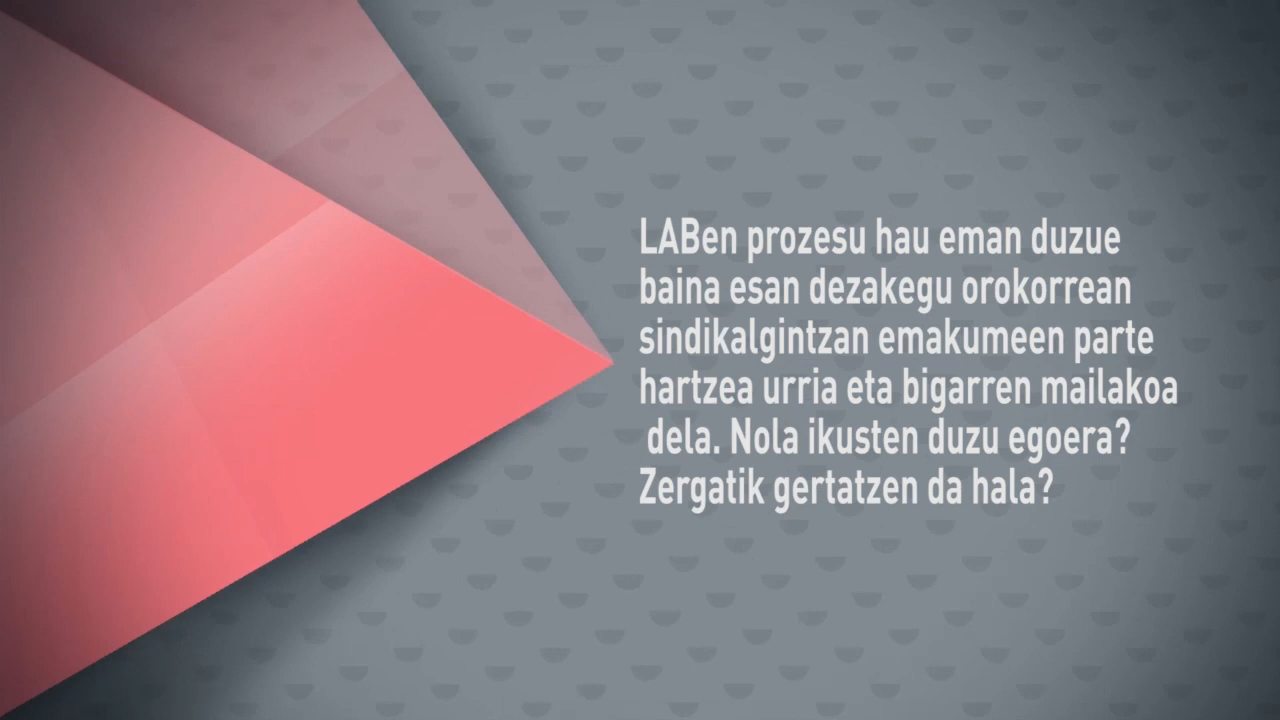 LABen prozesu hau eman duzue
baina esan dezakegu orokorrean
sindikalgintzan emakumeen parte
hartzea urria eta bigarren mailakoa
dela. Nola ikusten duzu egoera?
Zergatik gertatzen da hala?